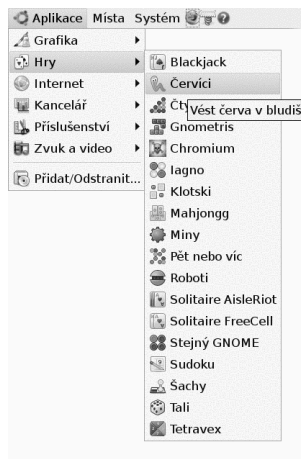 Aplikace Místa Systém
Grafika
Hry
Internet
Kancelář
Příslušenství
Zvuk a video
Přidat/Odstranit...
Blackjack
Červíci
Vést červa v bludiš
Gnometris
Chromium
Iagno
Klotski
Mahjongg
Miny
Pět nebo víc
Roboti
Solitaire AisleRiot
Solitaire FreeCell
Stejný GNOME
Sudoku
Šachy
Tali
Tetravex